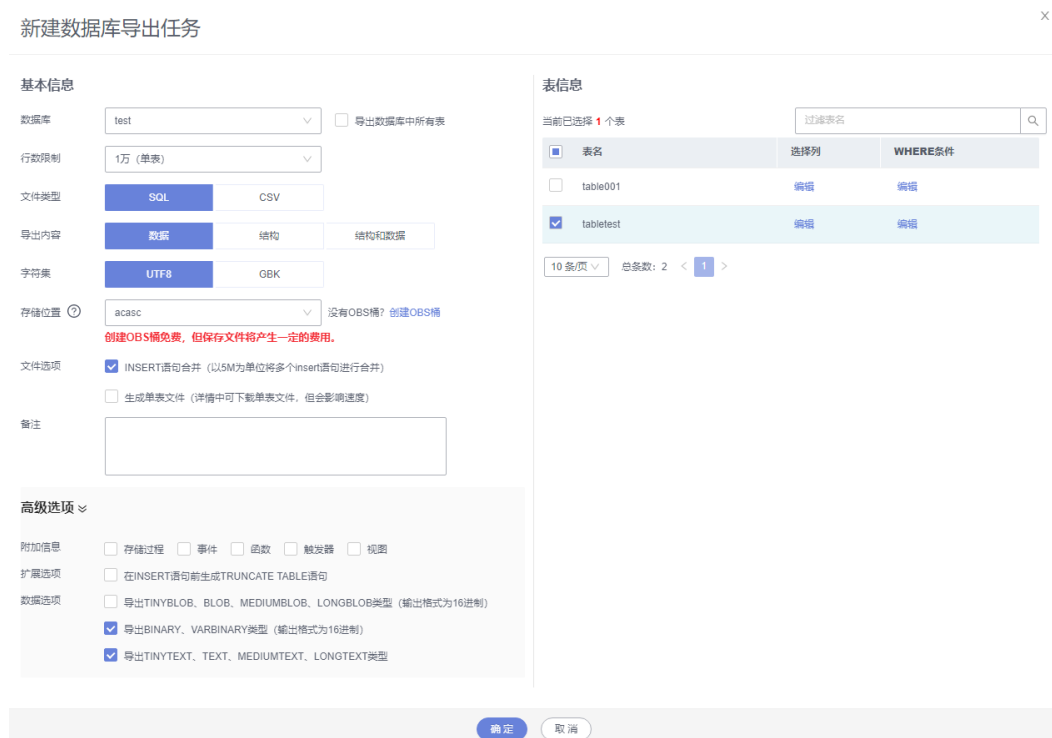 新建数据库导出任务
基本信息
数据库 test 导出数据库中所有表
行数限制 1万（单表）
文件类型 SQL CSV
导出内容 数据 结构 结构和数据
字符集 UTF8 GBK
存储位置 ? acasc 没有OBS桶？创建OBS桶
创建OBS桶免费，但保存文件将产生一定的费用。
文件选项 INSERT语句合并（以5M为单位将多个insert语句进行合并）
生成单表文件（详情中可下载单表文件，但会影响速度）
备注
高级选项
附加信息 存储过程 事件 函数 触发器 视图
扩展选项 在INSERT语句前生成TRUNCATE TABLE语句
数据选项 导出TINYBLOB、BLOB、MEDIUMBLOB、LONGBLOB类型（输出格式为16进制）
导出BINARY、VARBINARY类型（输出格式为16进制）
导出TINYTEXT、TEXT、MEDIUMTEXT、LONGTEXT类型
表信息
当前已选择 1 个表 过滤表名
表名 选择列 WHERE条件
table001 编辑 编辑
tabletest 编辑 编辑
10 条/页 总条数：2 < 1 >
确定 取消